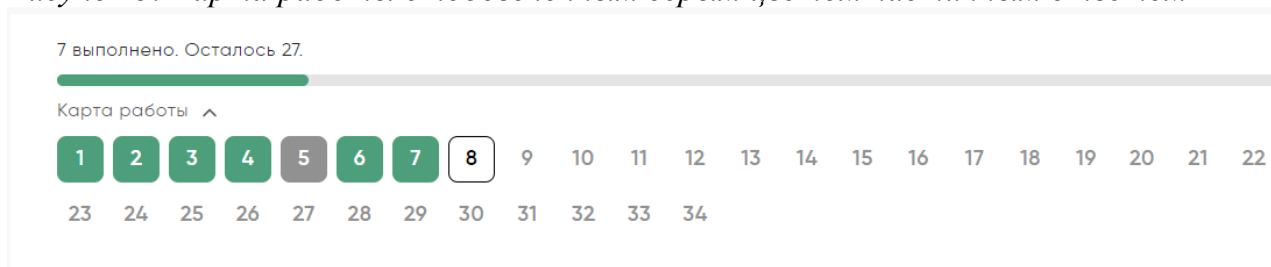 7 выполнено. Осталось 27.
Карта работы
1 2 3 4 5 6 7 8 9 10 11 12 13 14 15 16 17 18 19 20 21 22
23 24 25 26 27 28 29 30 31 32 33 34